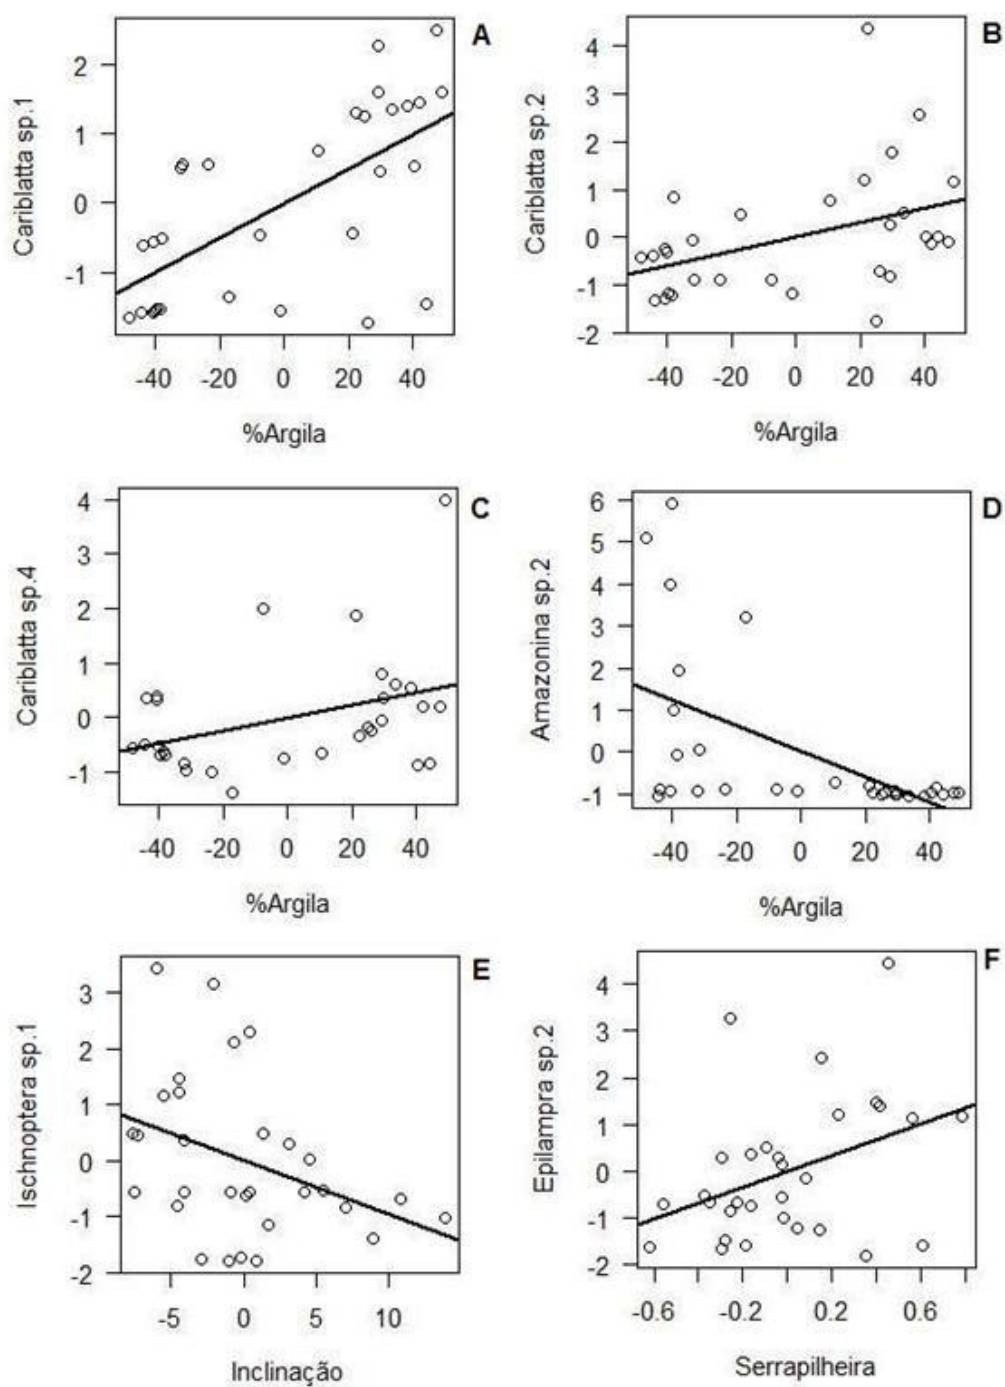 A
Cariblatta sp.1
2
1
0
-1
-40 -20 0 20 40
%Argila
B
Cariblatta sp.2
4
3
2
1
0
-1
-2
-40 -20 0 20 40
%Argila
C
Cariblatta sp.4
4
3
2
1
0
-1
-40 -20 0 20 40
%Argila
D
Amazonina sp.2
6
5
4
3
2
1
0
-1
-40 -20 0 20 40
%Argila
E
Ischnoptera sp.1
3
2
1
0
-1
-2
-5 0 5 10
Inclinação
F
Epilampra sp.2
4
3
2
1
0
-1
-2
-0.6 -0.2 0.2 0.6
Serrapilheira